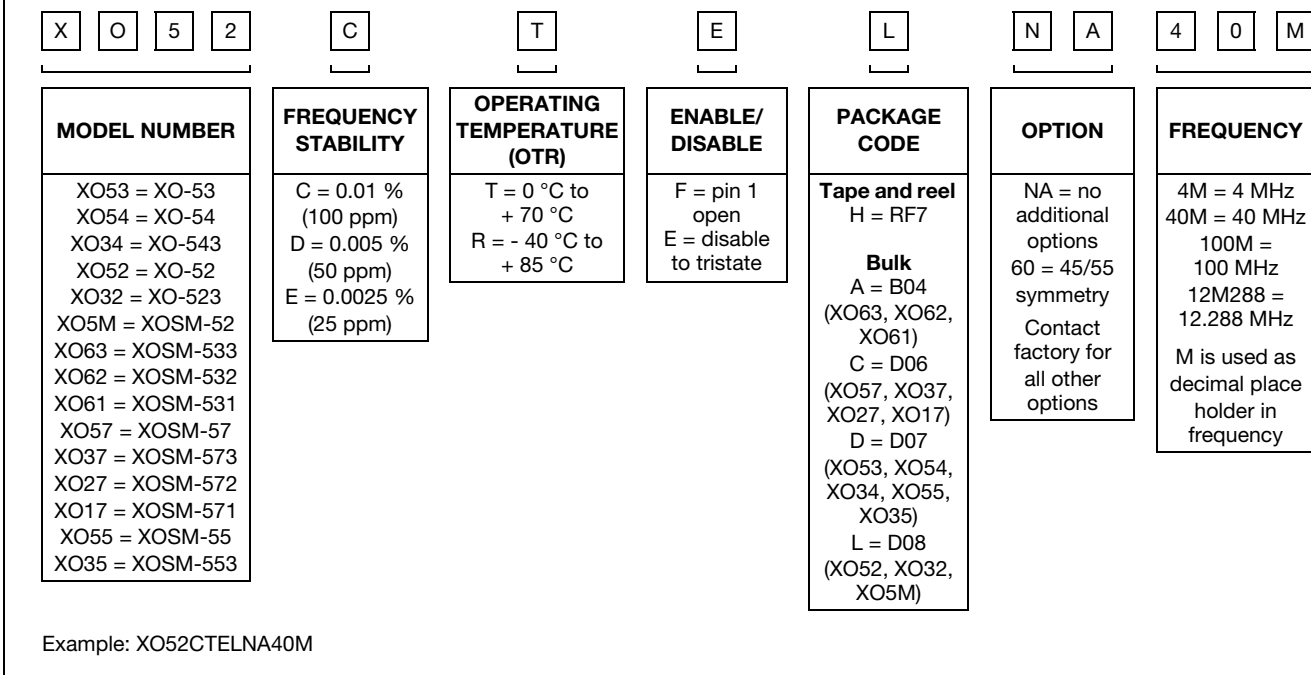 X O 5 2 C T E L N A 4 0 M
MODEL NUMBER
XO53 = XO-53
XO54 = XO-54
XO34 = XO-543
XO52 = XO-52
XO32 = XO-523
XO5M = XOSM-52
XO63 = XOSM-533
XO62 = XOSM-532
XO61 = XOSM-531
XO57 = XOSM-57
XO37 = XOSM-573
XO27 = XOSM-572
XO17 = XOSM-571
XO55 = XOSM-55
XO35 = XOSM-553
FREQUENCY
STABILITY
C = 0.01 %
(100 ppm)
D = 0.005 %
(50 ppm)
E = 0.0025 %
(25 ppm)
OPERATING
TEMPERATURE
(OTR)
T = 0 °C to
+ 70 °C
R = - 40 °C to
+ 85 °C
ENABLE/
DISABLE
F = pin 1
open
E = disable
to tristate
PACKAGE
CODE
Tape and reel
H = RF7
Bulk
A = B04
(XO63, XO62,
XO61)
C = D06
(XO57, XO37,
XO27, XO17)
D = D07
(XO53, XO54,
XO34, XO55,
XO35)
L = D08
(XO52, XO32,
XO5M)
OPTION
NA = no
additional
options
60 = 45/55
symmetry
Contact
factory for
all other
options
FREQUENCY
4M = 4 MHz
40M = 40 MHz
100M =
100 MHz
12M288 =
12.288 MHz
M is used as
decimal place
holder in
frequency
Example: XO52CTELNA40M